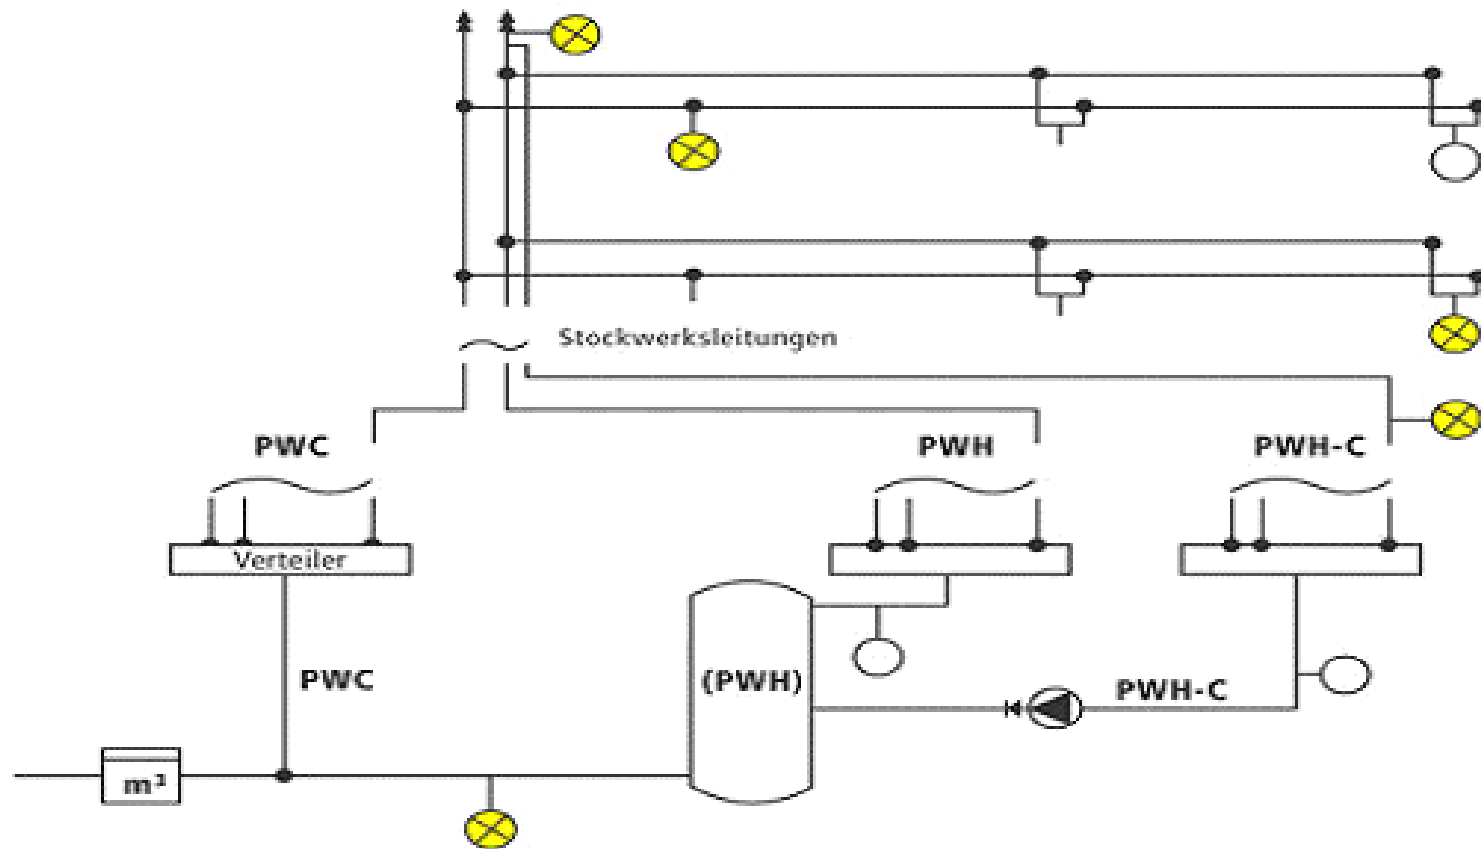 Stockwerksleitungen
PWC
PWH
PWH-C
Verteiler
PWC
(PWH)
PWH-C
m³